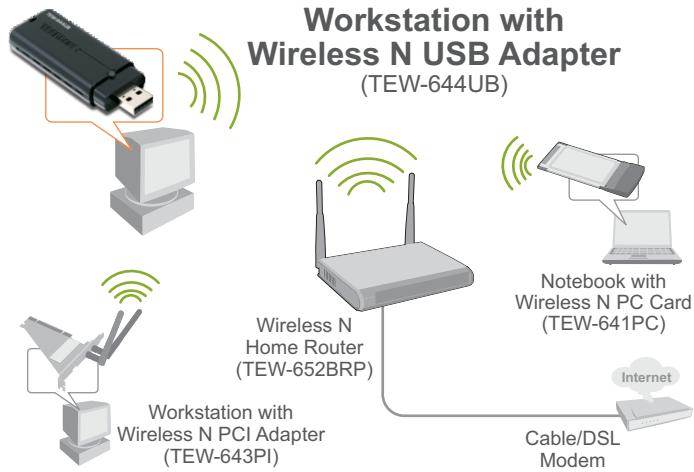 Workstation with
Wireless N USB Adapter
(TEW-644UB)
Notebook with
Wireless N PC Card
(TEW-641PC)
Wireless N
Home Router
(TEW-652BRP)
Internet
Workstation with
Wireless N PCI Adapter
(TEW-643PI)
Cable/DSL
Modem